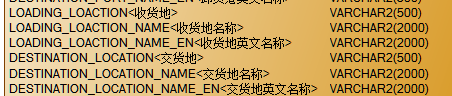 LOADING_LOACTION<收货地> VARCHAR2(500)
LOADING_LOACTION_NAME<收货地名称> VARCHAR2(2000)
LOADING_LOACTION_NAME_EN<收货地英文名称> VARCHAR2(2000)
DESTINATION_LOCATION<交货地> VARCHAR2(500)
DESTINATION_LOCATION_NAME<交货地名称> VARCHAR2(2000)
DESTINATION_LOCATION_NAME_EN<交货地英文名称> VARCHAR2(2000)